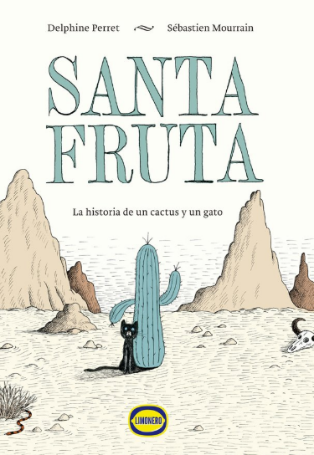 Delphine Perret Sébastien Mourrain
SANTA
FRUTA
La historia de un cactus y un gato
LIMONERO